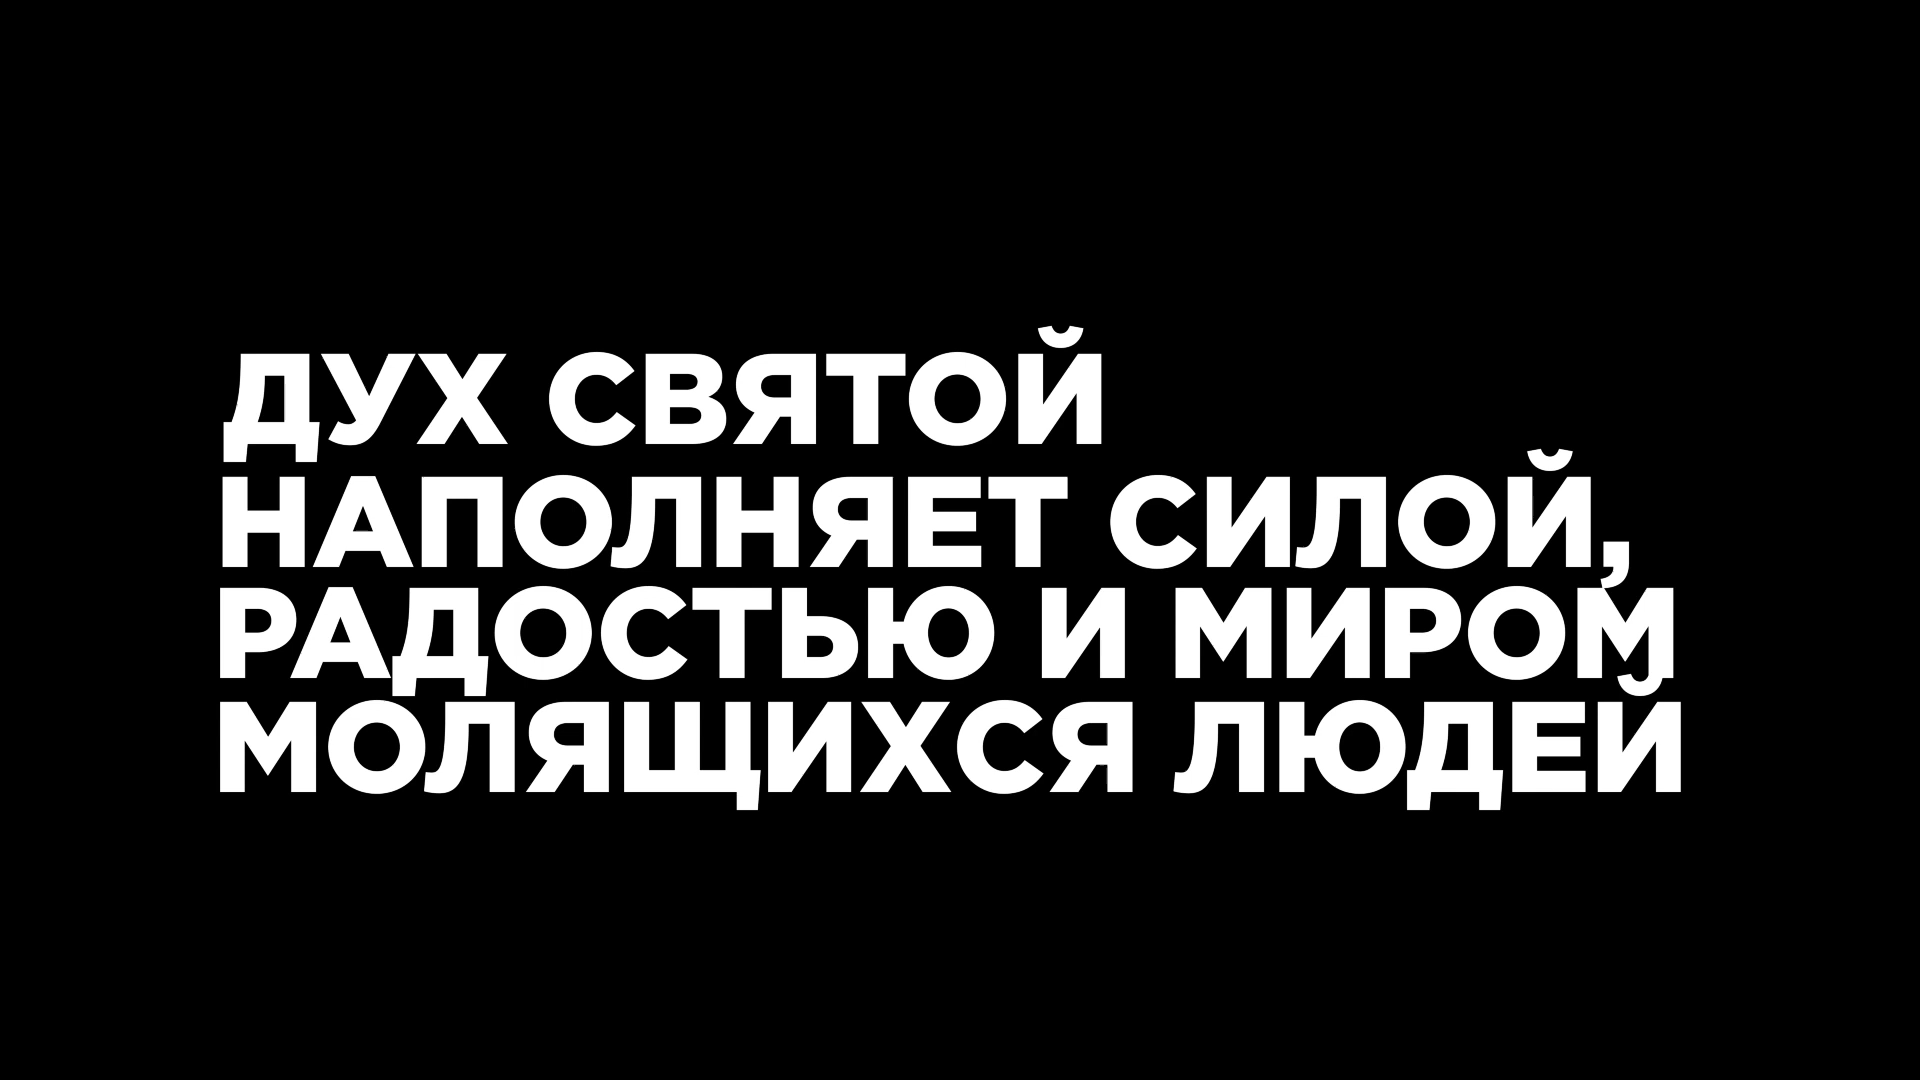 ДУХ СВЯТОЙ
НАПОЛНЯЕТ СИЛОЙ,
РАДОСТЬЮ И МИРОМ
МОЛЯЩИХСЯ ЛЮДЕЙ